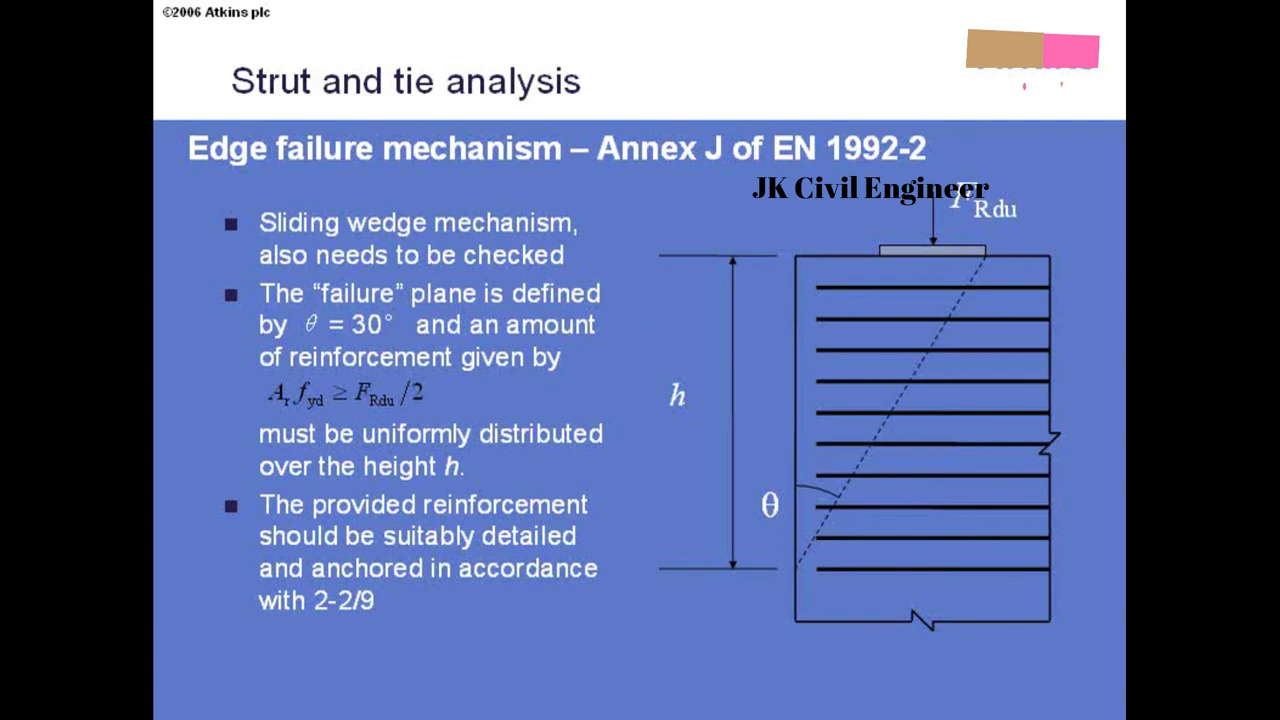 ©2006 Atkins plc
Strut and tie analysis
Edge failure mechanism – Annex J of EN 1992-2
JK Civil Engineer
F_Rdu
Sliding wedge mechanism,
also needs to be checked
The “failure” plane is defined
by θ = 30° and an amount
of reinforcement given by
A_r f_yd ≥ F_Rdu /2
must be uniformly distributed
over the height h.
The provided reinforcement
should be suitably detailed
and anchored in accordance
with 2-2/9
h
θ